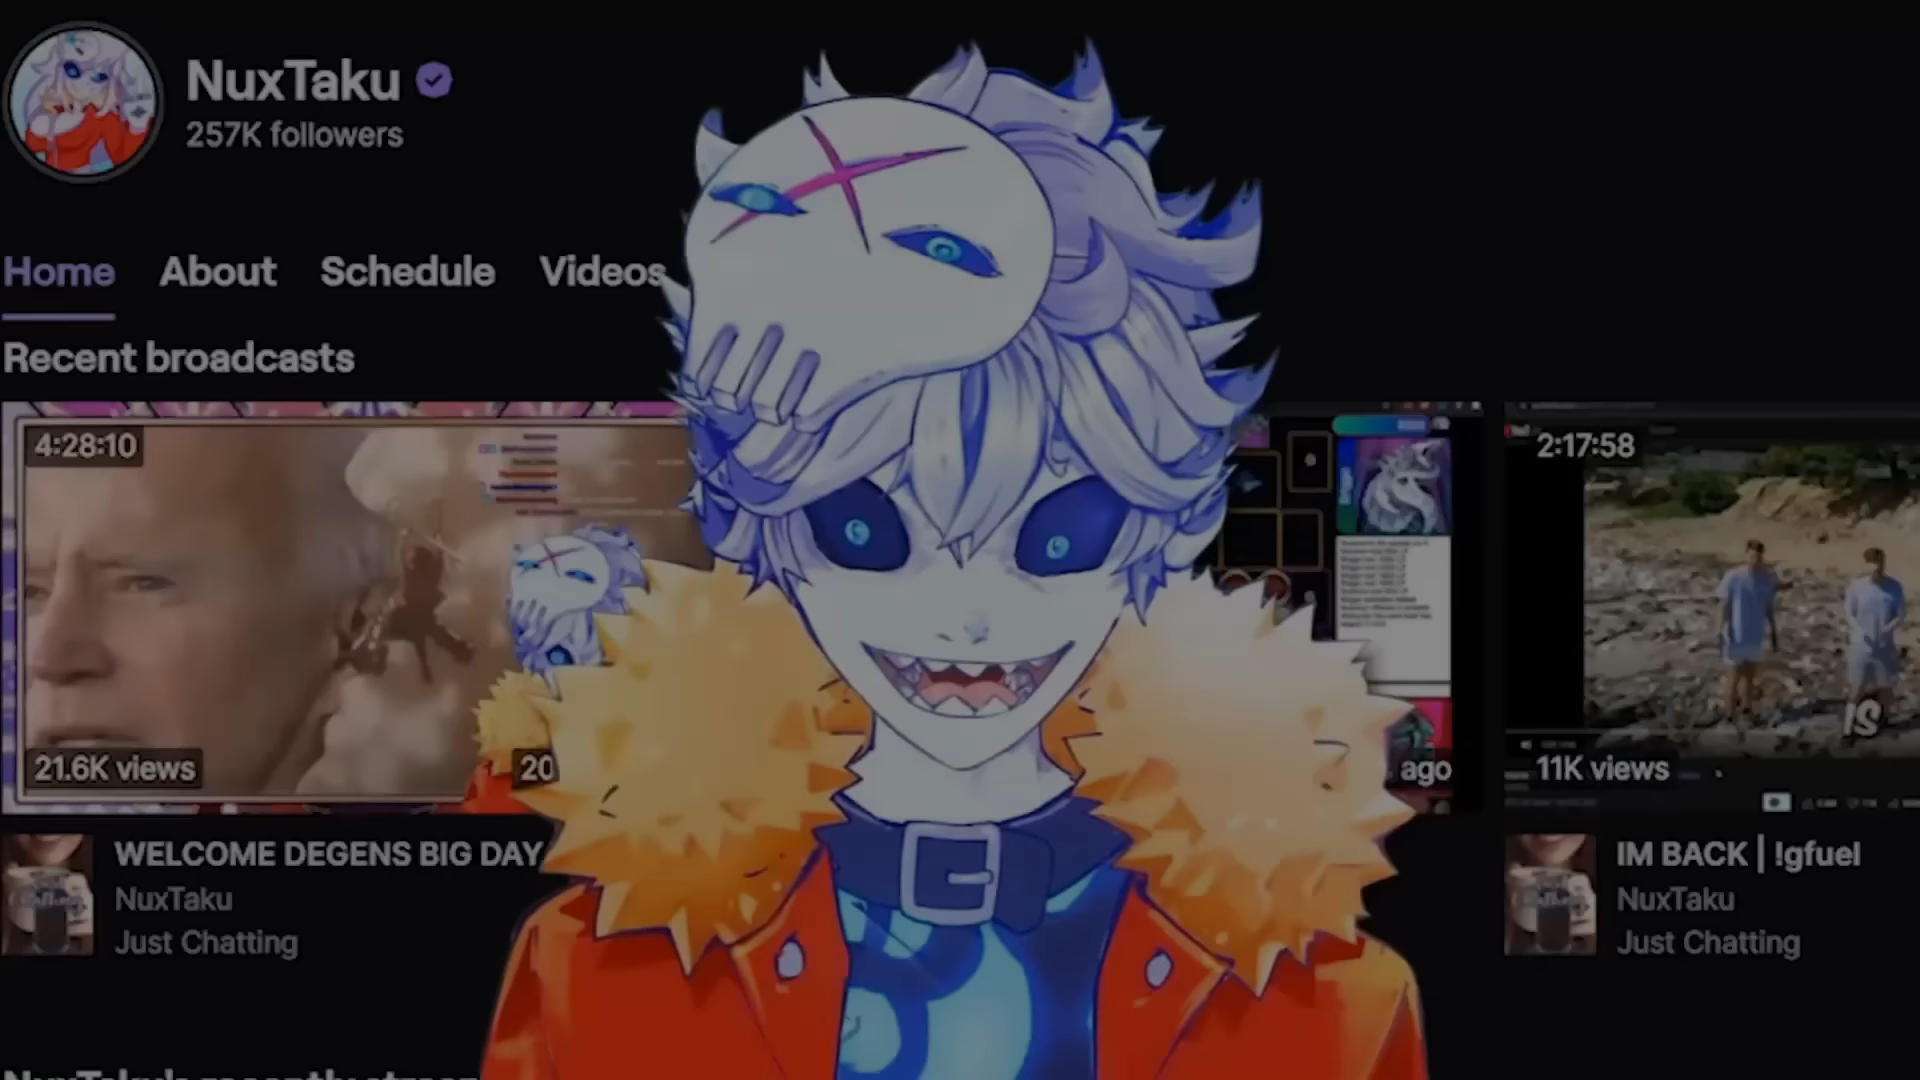 NuxTaku
257K followers
Home About Schedule Videos
Recent broadcasts
4:28:10
2:17:58
IS
21.6K views
20
ago
11K views
WELCOME DEGENS BIG DAY
NuxTaku
Just Chatting
IM BACK | !gfuel
NuxTaku
Just Chatting